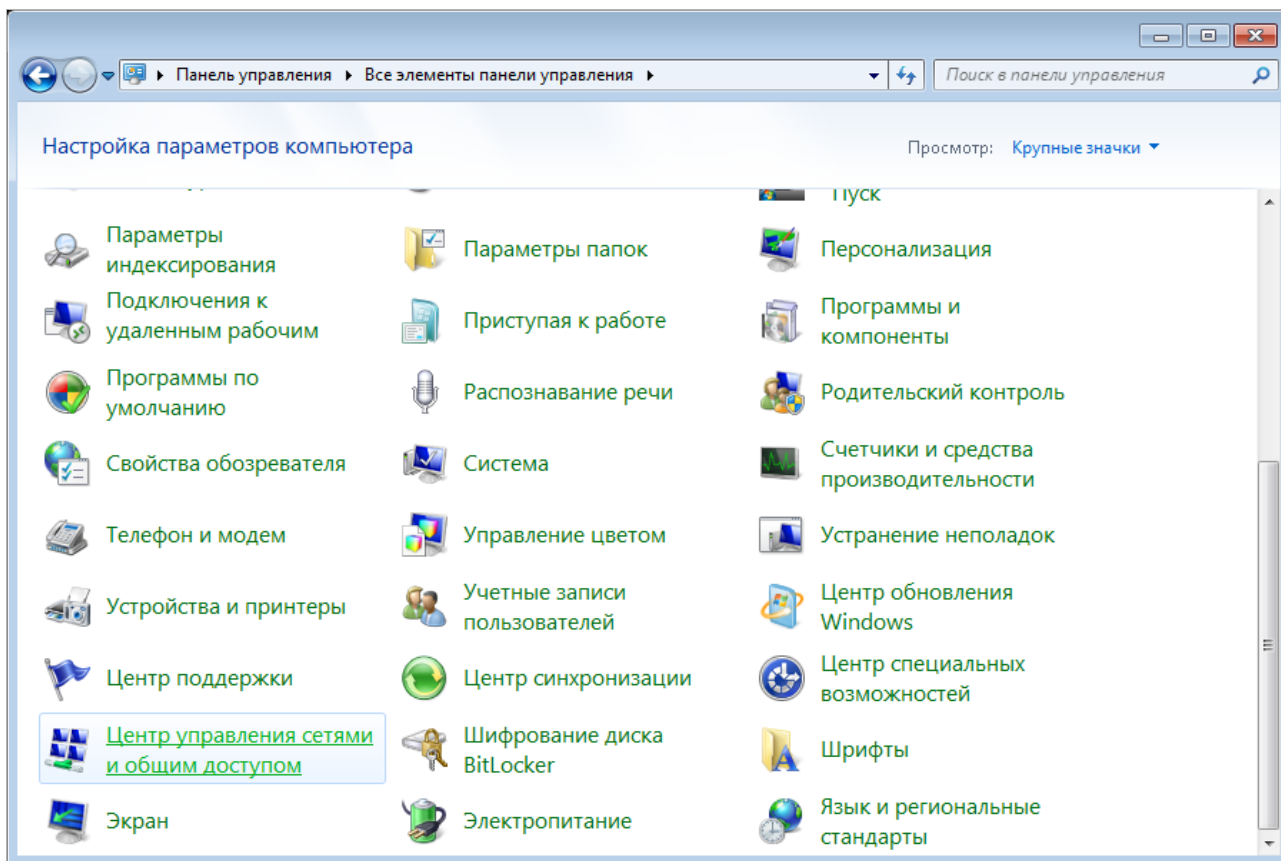 Панель управления ▸ Все элементы панели управления ▸
Поиск в панели управления
Настройка параметров компьютера
Просмотр: Крупные значки
Пуск
Параметры
индексирования
Параметры папок
Персонализация
Подключения к
удаленным рабочим
Приступая к работе
Программы и
компоненты
Программы по
умолчанию
Распознавание речи
Родительский контроль
Свойства обозревателя
Система
Счетчики и средства
производительности
Телефон и модем
Управление цветом
Устранение неполадок
Устройства и принтеры
Учетные записи
пользователей
Центр обновления
Windows
Центр поддержки
Центр синхронизации
Центр специальных
возможностей
Центр управления сетями
и общим доступом
Шифрование диска
BitLocker
Шрифты
Экран
Электропитание
Язык и региональные
стандарты